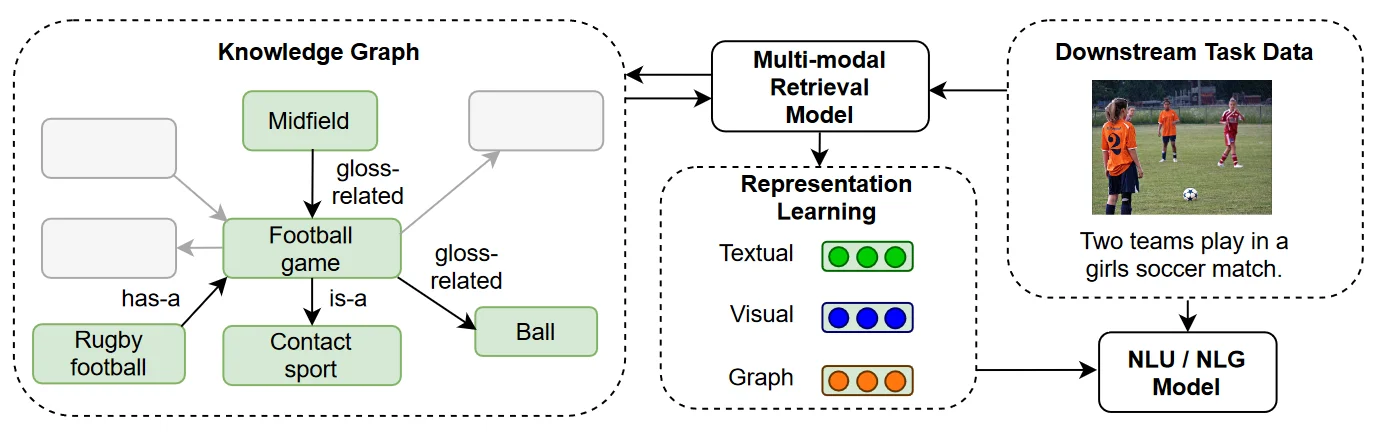 Knowledge Graph
Midfield
gloss-
related
Football
game
gloss-
related
has-a
is-a
Rugby
football
Contact
sport
Ball
Multi-modal
Retrieval
Model
Representation
Learning
Textual
Visual
Graph
Downstream Task Data
2
Two teams play in a
girls soccer match.
NLU / NLG
Model